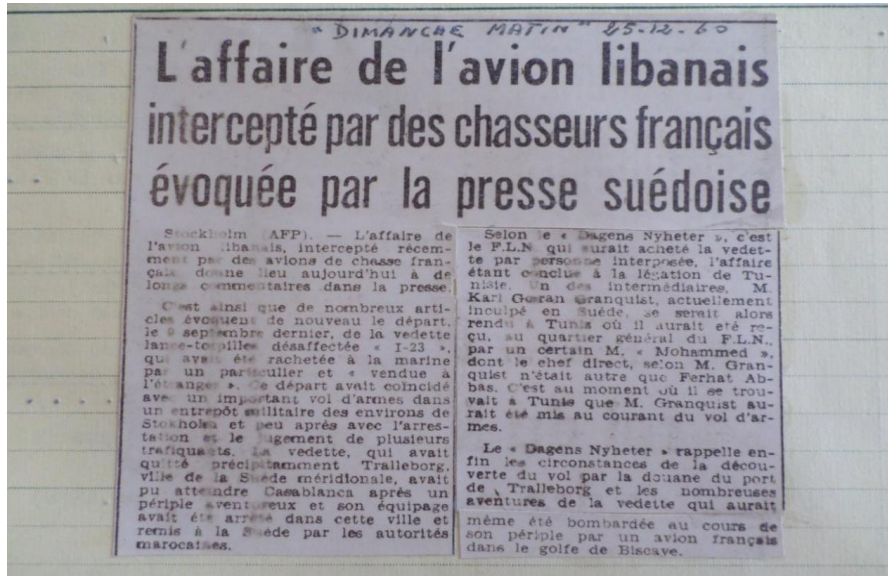 "DIMANCHE MATIN" 25-12-60
L'affaire de l'avion libanais
intercepté par des chasseurs français
évoquée par la presse suédoise
Stockholm (AFP). — L'affaire de
l'avion libanais, intercepté récem-
ment par des avions de chasse fran-
çais donne lieu aujourd'hui à de
longs commentaires dans la presse.
C'est ainsi que de nombreux arti-
cles évoquent de nouveau le départ,
le 9 septembre dernier, de la vedette
lance-torpilles désaffectée « I-23 »,
qui avait été rachetée à la marine
par un particulier et « vendue à
l'étranger ». Ce départ avait coïncidé
avec un important vol d'armes dans
un entrepôt militaire des environs de
Stokholm et peu après avec l'arres-
tation et le jugement de plusieurs
trafiquants. La vedette, qui avait
quitté précipitamment Tralleborg,
ville de la Suède méridionale, avait
pu atteindre Casablanca après un
périple aventureux et son équipage
avait été arrêté dans cette ville et
remis à la Suède par les autorités
marocaines.
Selon le « Dagens Nyheter », c'est
le F.L.N. qui aurait acheté la vedet-
te par personne interposée, l'affaire
étant conclue à la légation de Tu-
nisie. Un des intermédiaires, M.
Karl Goran Granquist, actuellement
inculpé en Suède, se serait alors
rendu à Tunis où il aurait eté re-
çu, au quartier général du F.L.N.,
par un certain M. « Mohammed »,
dont le chef direct, selon M. Gran-
quist n'était autre que Ferhat Ab-
bas. C'est au moment où il se trou-
vait à Tunis que M. Granquist au-
rait été mis au courant du vol d'ar-
mes.
Le « Dagens Nyheter » rappelle en-
fin les circonstances de la décou-
verte du vol par la douane du port
de Tralleborg et les nombreuses
aventures de la vedette qui aurait
même été bombardée au cours de
son périple par un avion français
dans le golfe de Biscaye.